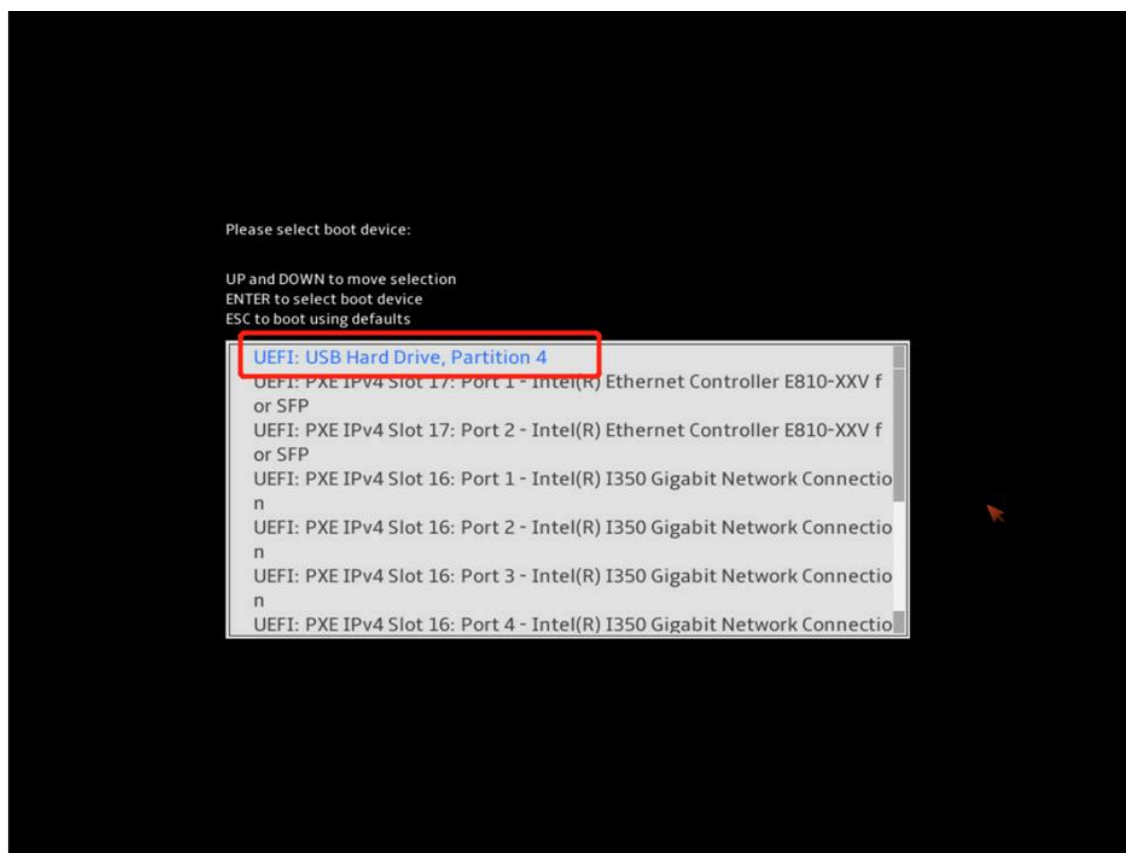 Please select boot device:
UP and DOWN to move selection
ENTER to select boot device
ESC to boot using defaults
UEFI: USB Hard Drive, Partition 4
UEFI: PXE IPv4 Slot 17: Port 1 - Intel(R) Ethernet Controller E810-XXV f
or SFP
UEFI: PXE IPv4 Slot 17: Port 2 - Intel(R) Ethernet Controller E810-XXV f
or SFP
UEFI: PXE IPv4 Slot 16: Port 1 - Intel(R) I350 Gigabit Network Connectio
n
UEFI: PXE IPv4 Slot 16: Port 2 - Intel(R) I350 Gigabit Network Connectio
n
UEFI: PXE IPv4 Slot 16: Port 3 - Intel(R) I350 Gigabit Network Connectio
n
UEFI: PXE IPv4 Slot 16: Port 4 - Intel(R) I350 Gigabit Network Connectio